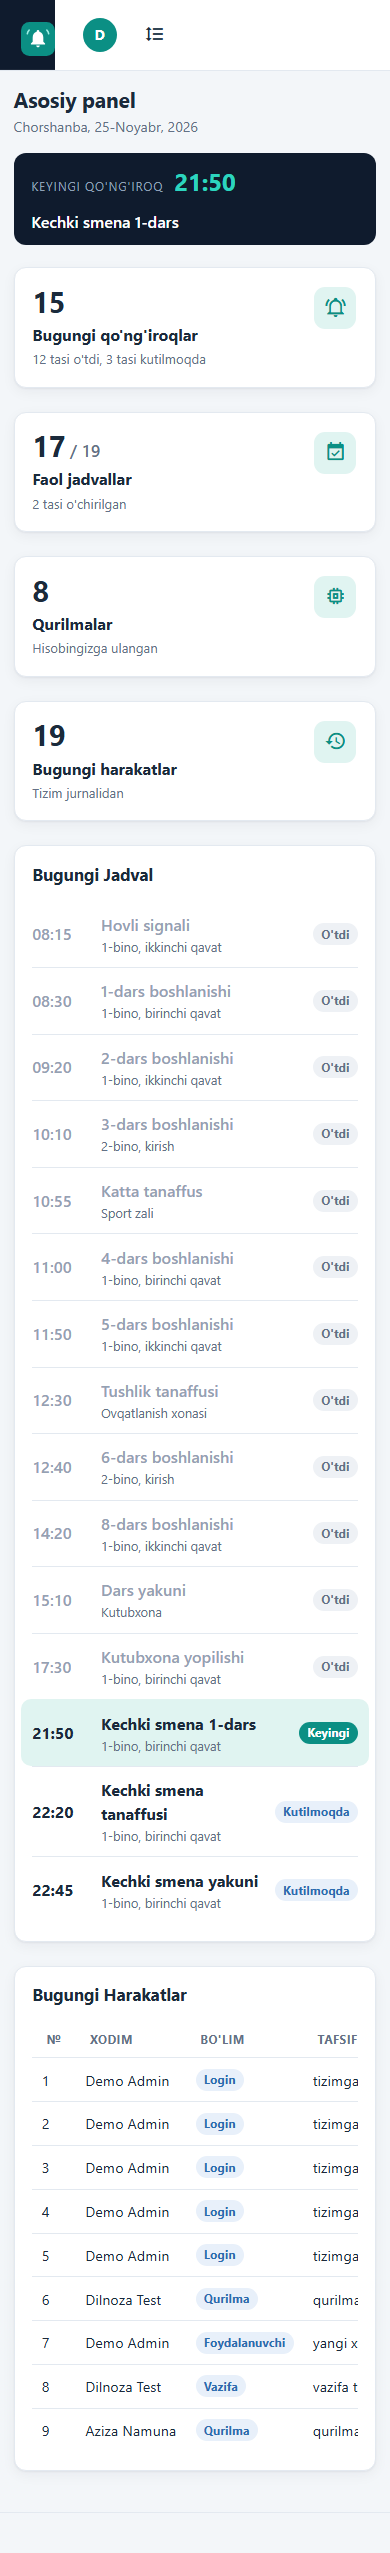 D
Asosiy panel
Chorshanba, 25-Noyabr, 2026
KEYINGI QO'NG'IROQ 21:50
Kechki smena 1-dars
15
Bugungi qo'ng'iroqlar
12 tasi o'tdi, 3 tasi kutilmoqda
17 / 19
Faol jadvallar
2 tasi o'chirilgan
8
Qurilmalar
Hisobingizga ulangan
19
Bugungi harakatlar
Tizim jurnalidan
Bugungi Jadval
08:15 Hovli signali O'tdi
1-bino, ikkinchi qavat
08:30 1-dars boshlanishi O'tdi
1-bino, birinchi qavat
09:20 2-dars boshlanishi O'tdi
1-bino, ikkinchi qavat
10:10 3-dars boshlanishi O'tdi
2-bino, kirish
10:55 Katta tanaffus O'tdi
Sport zali
11:00 4-dars boshlanishi O'tdi
1-bino, birinchi qavat
11:50 5-dars boshlanishi O'tdi
1-bino, ikkinchi qavat
12:30 Tushlik tanaffusi O'tdi
Ovqatlanish xonasi
12:40 6-dars boshlanishi O'tdi
2-bino, kirish
14:20 8-dars boshlanishi O'tdi
1-bino, ikkinchi qavat
15:10 Dars yakuni O'tdi
Kutubxona
17:30 Kutubxona yopilishi O'tdi
1-bino, birinchi qavat
21:50 Kechki smena 1-dars Keyingi
1-bino, birinchi qavat
22:20 Kechki smena tanaffusi Kutilmoqda
1-bino, birinchi qavat
22:45 Kechki smena yakuni Kutilmoqda
1-bino, birinchi qavat
Bugungi Harakatlar
№ XODIM BO'LIM TAFSIF
1 Demo Admin Login tizimga
2 Demo Admin Login tizimga
3 Demo Admin Login tizimga
4 Demo Admin Login tizimga
5 Demo Admin Login tizimga
6 Dilnoza Test Qurilma qurilma
7 Demo Admin Foydalanuvchi yangi x
8 Dilnoza Test Vazifa vazifa t
9 Aziza Namuna Qurilma qurilma